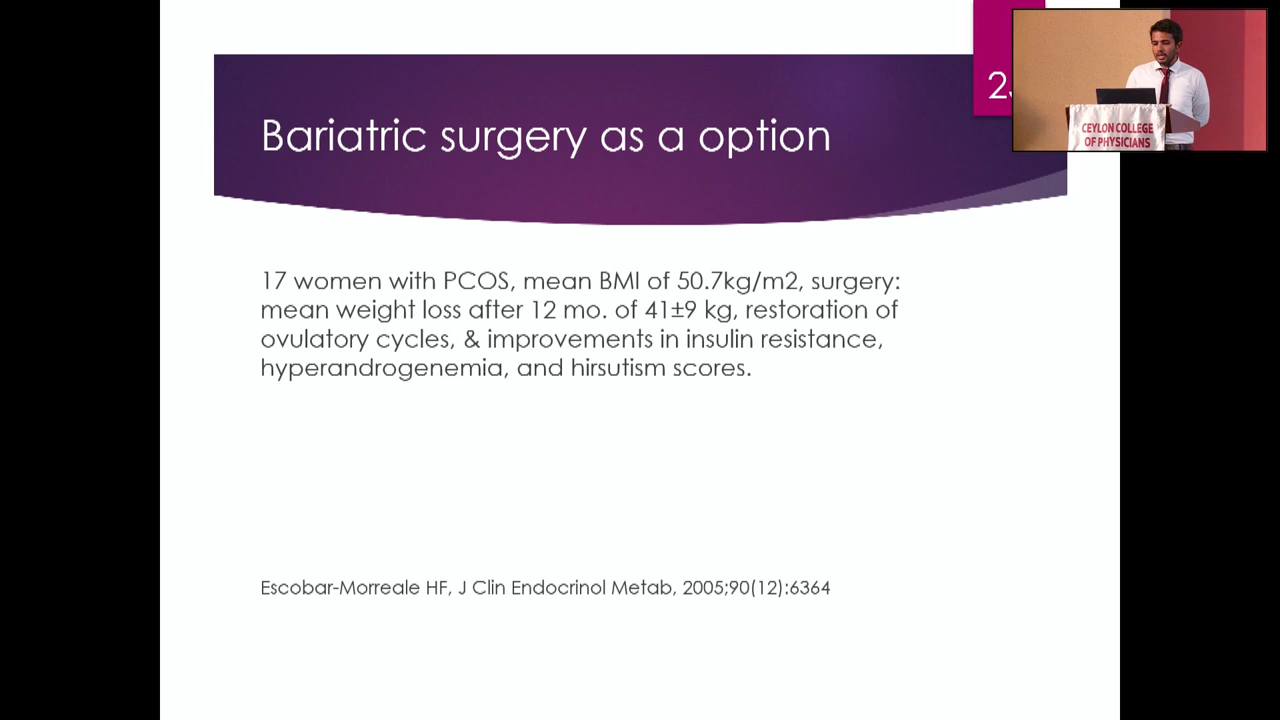 Bariatric surgery as a option
17 women with PCOS, mean BMI of 50.7kg/m2, surgery:
mean weight loss after 12 mo. of 41±9 kg, restoration of
ovulatory cycles, & improvements in insulin resistance,
hyperandrogenemia, and hirsutism scores.
Escobar-Morreale HF, J Clin Endocrinol Metab, 2005;90(12):6364
CEYLON COLLEGE
OF PHYSICIANS